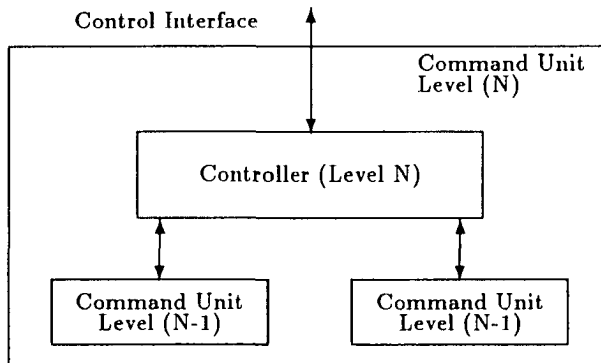 Control Interface
Command Unit
Level (N)
Controller (Level N)
Command Unit
Level (N-1)
Command Unit
Level (N-1)